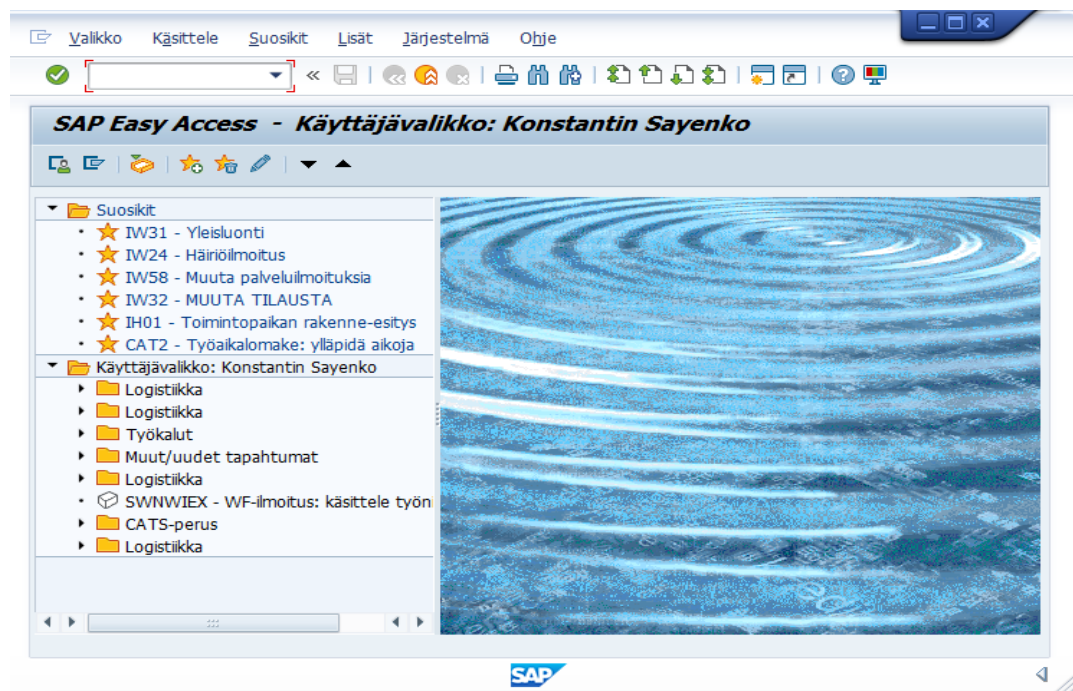 Valikko Käsittele Suosikit Lisät Järjestelmä Ohje
SAP Easy Access - Käyttäjävalikko: Konstantin Sayenko
Suosikit
IW31 - Yleisluonti
IW24 - Häiriöilmoitus
IW58 - Muuta palveluilmoituksia
IW32 - MUUTA TILAUSTA
IH01 - Toimintopaikan rakenne-esitys
CAT2 - Työaikalomake: ylläpidä aikoja
Käyttäjävalikko: Konstantin Sayenko
Logistiikka
Logistiikka
Työkalut
Muut/uudet tapahtumat
Logistiikka
SWNWIEX - WF-ilmoitus: käsittele työn
CATS-perus
Logistiikka
SAP